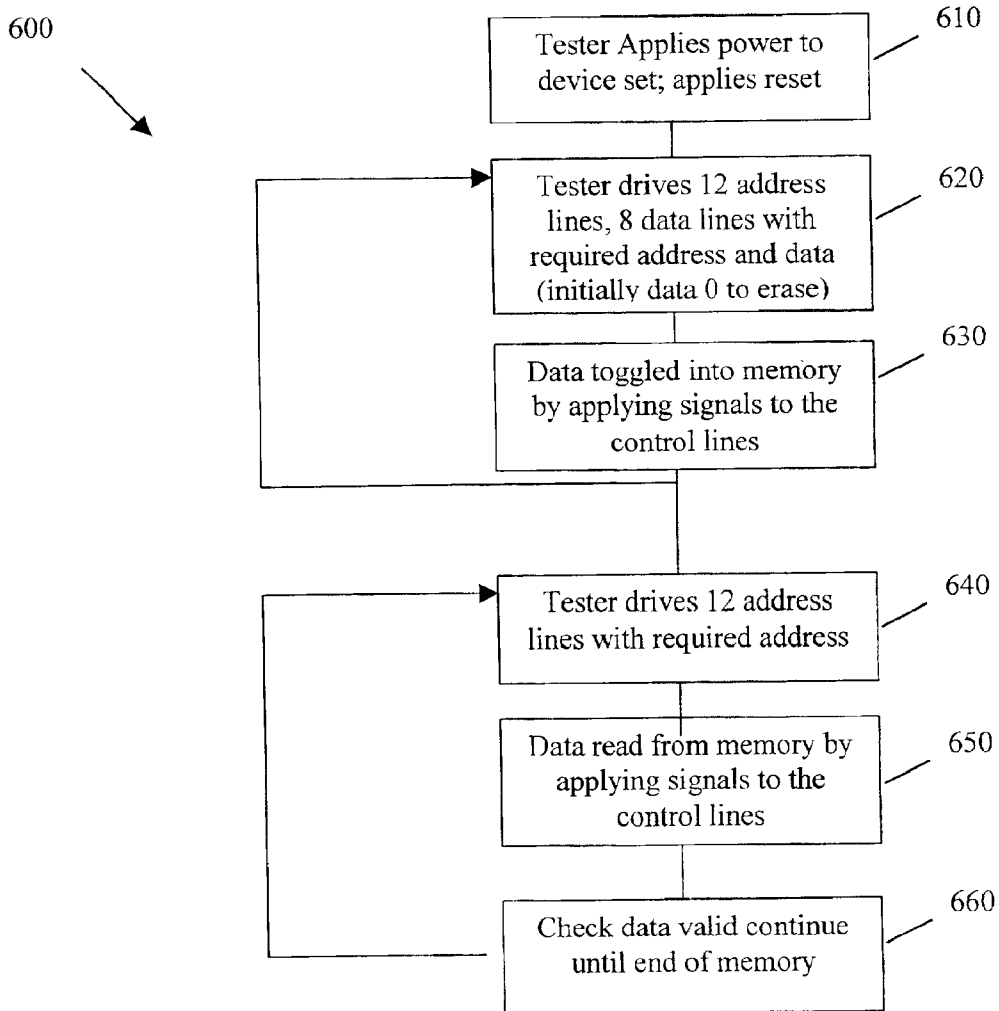 600
610
Tester Applies power to
device set; applies reset
620
Tester drives 12 address
lines, 8 data lines with
required address and data
(initially data 0 to erase)
630
Data toggled into memory
by applying signals to the
control lines
640
Tester drives 12 address
lines with required address
650
Data read from memory by
applying signals to the
control lines
660
Check data valid continue
until end of memory